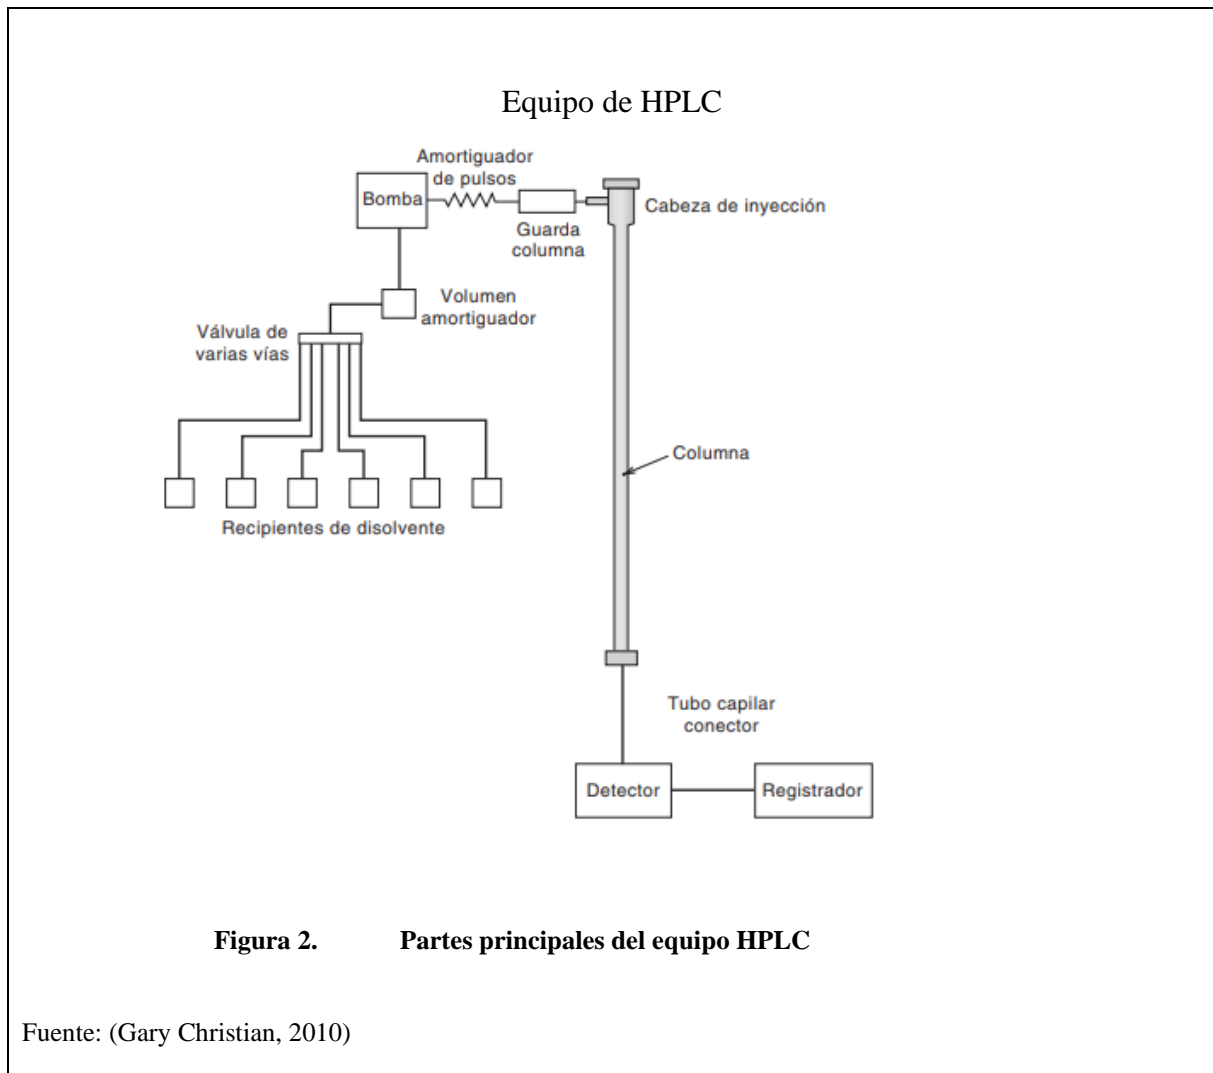 Equipo de HPLC
Amortiguador
de pulsos
Bomba
Guarda
columna
Cabeza de inyección
Volumen
amortiguador
Válvula de
varias vías
Recipientes de disolvente
Columna
Tubo capilar
conector
Detector
Registrador
Figura 2. Partes principales del equipo HPLC
Fuente: (Gary Christian, 2010)